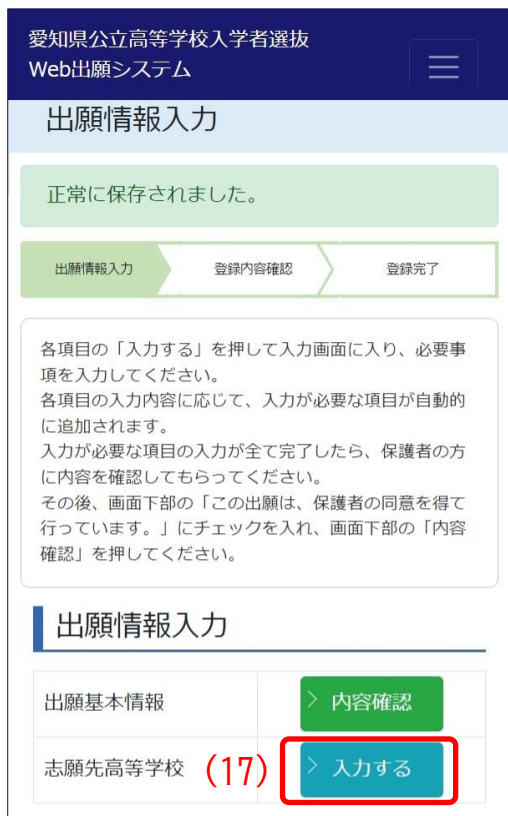 愛知県公立高等学校入学者選抜
Web出願システム
出願情報入力
正常に保存されました。
出願情報入力 登録内容確認 登録完了
各項目の「入力する」を押して入力画面に入り、必要事
項を入力してください。
各項目の入力内容に応じて、入力が必要な項目が自動的
に追加されます。
入力が必要な項目の入力が全て完了したら、保護者の方
に内容を確認してもらってください。
その後、画面下部の「この出願は、保護者の同意を得て
行っています。」にチェックを入れ、画面下部の「内容
確認」を押してください。
出願情報入力
出願基本情報 > 内容確認
志願先高等学校 (17) > 入力する